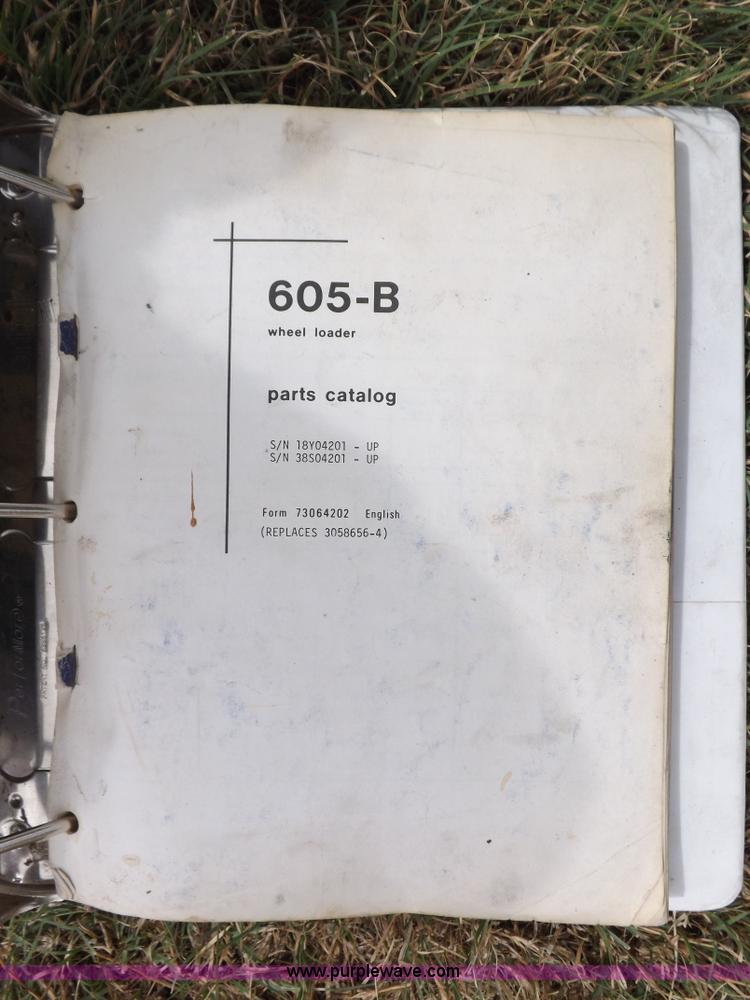 605-B
wheel loader
parts catalog
S/N 18Y04201 - UP
S/N 38S04201 - UP
Form 73064202 English
(REPLACES 3058656-4)
www.purplewave.com